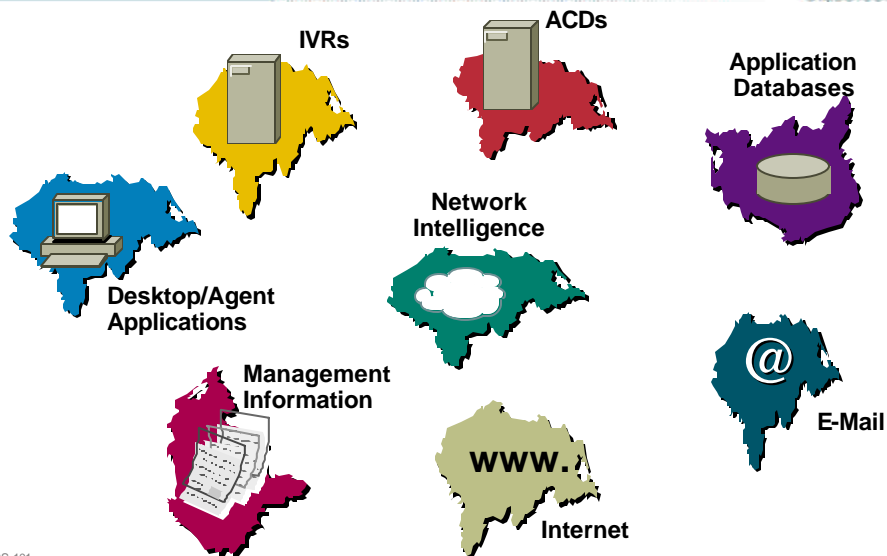 IVRs
ACDs
Application
Databases
Network
Intelligence
Desktop/Agent
Applications
Management
Information
@
E-Mail
www.
Internet